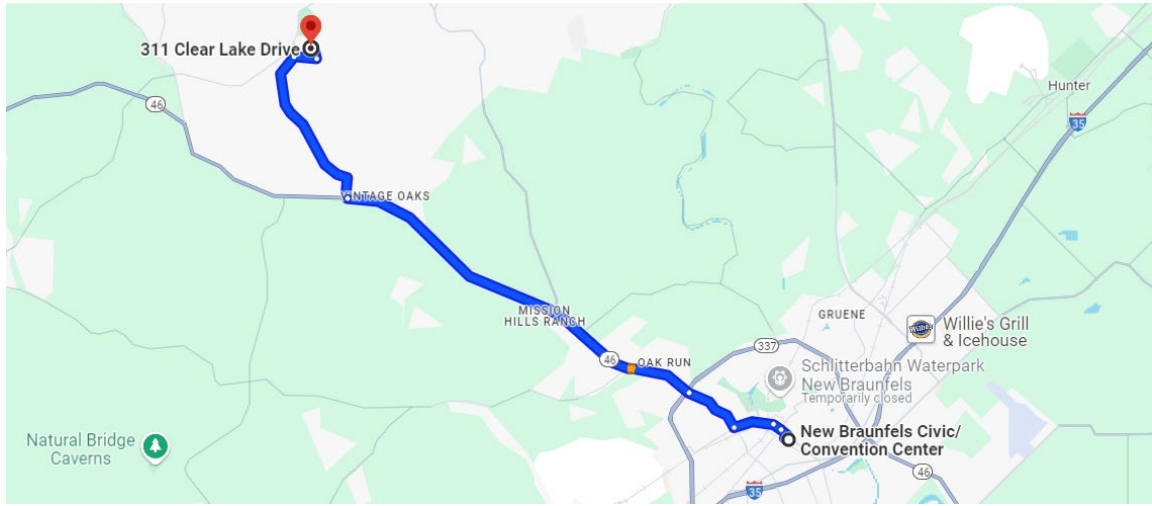 311 Clear Lake Drive
Hunter
46
35
VINTAGE OAKS
MISSION
HILLS RANCH
GRUENE
Willie's Grill
& Icehouse
337
46
OAK RUN
Schlitterbahn Waterpark
New Braunfels
Temporarily closed
New Braunfels Civic/
Convention Center
Natural Bridge
Caverns
46
35